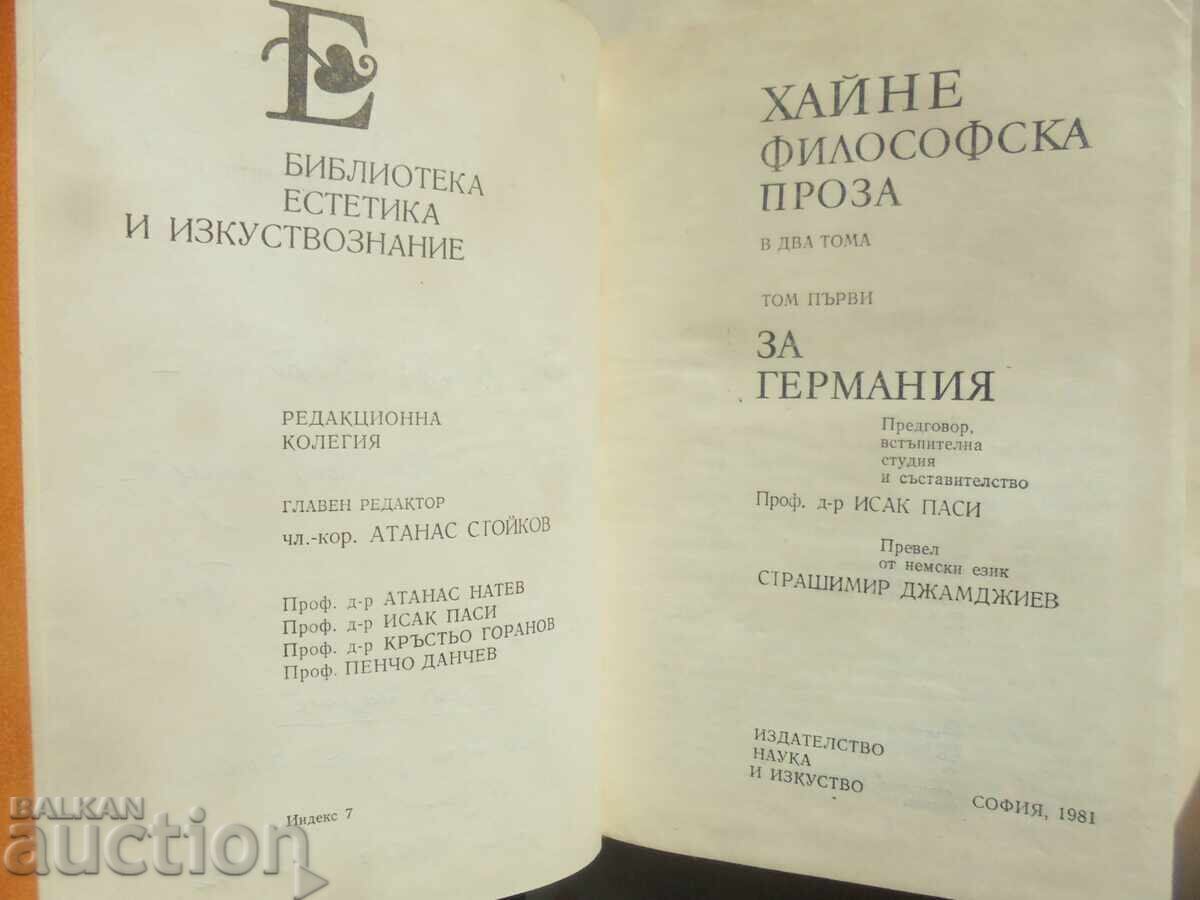 Е
БИБЛИОТЕКА
ЕСТЕТИКА
И ИЗКУСТВОЗНАНИЕ
РЕДАКЦИОННА
КОЛЕГИЯ
ГЛАВЕН РЕДАКТОР
чл.-кор. АТАНАС СТОЙКОВ
Проф. д-р АТАНАС НАТЕВ
Проф. д-р ИСАК ПАСИ
Проф. д-р КРЪСТЬО ГОРАНОВ
Проф. ПЕНЧО ДАНЧЕВ
Индекс 7
ХАЙНЕ
ФИЛОСОФСКА
ПРОЗА
В ДВА ТОМА
ТОМ ПЪРВИ
ЗА
ГЕРМАНИЯ
Предговор,
встъпителна
студия
и съставителство
Проф. д-р ИСАК ПАСИ
Превел
от немски език
СТРАШИМИР ДЖАМДЖИЕВ
ИЗДАТЕЛСТВО
НАУКА
И ИЗКУСТВО
СОФИЯ, 1981
BALKAN
auction